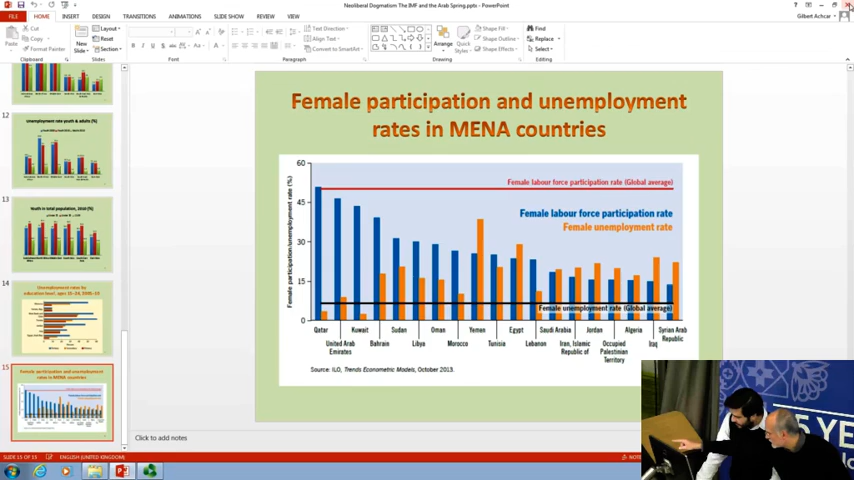 Neoliberal Dogmatism: The IMF and the Arab Spring.pptx - PowerPoint
FILE HOME INSERT DESIGN TRANSITIONS ANIMATIONS SLIDE SHOW REVIEW VIEW
Gilbert Achcar
Paste
Cut
Copy
Format Painter
Clipboard
New
Slide
Layout
Reset
Section
Slides
Font
Text Direction
Align Text
Convert to SmartArt
Paragraph
Arrange
Quick
Styles
Shape Fill
Shape Outline
Shape Effects
Drawing
Find
Replace
Select
Editing
12
Unemployment rate youth & adults (%)
13
Youth in total population, 2010 (%)
14
Unemployment rates by
education level, ages 15-24, 2005-10
15
Female participation and unemployment
rates in MENA countries
Female participation and unemployment
rates in MENA countries
Female participation/unemployment rate (%)
60
45
30
15
0
Female labour force participation rate (Global average)
Female labour force participation rate
Female unemployment rate
Female unemployment rate (Global average)
Qatar
United Arab
Emirates
Kuwait
Bahrain
Sudan
Libya
Oman
Morocco
Yemen
Tunisia
Egypt
Lebanon
Saudi Arabia
Iran, Islamic
Republic of
Jordan
Occupied
Palestinian
Territory
Algeria
Iraq
Syrian Arab
Republic
Source: ILO, Trends Econometric Models, October 2013.
Click to add notes
SLIDE 15 OF 15 ENGLISH (UNITED KINGDOM)
5 YE